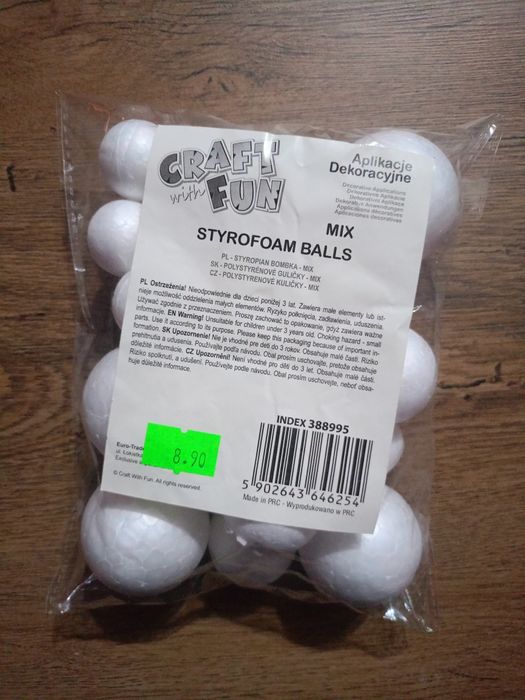 CRAFT
with FUN
Aplikacje
Dekoracyjne
Decorative Applications
MIX
STYROFOAM BALLS
PL - STYROPIAN BOMBKA - MIX
SK - POLYSTYRÉNOVÉ GULIČKY - MIX
CZ - POLYSTYRENOVÉ KULIČKY - MIX
PL Ostrzeżenia! Nieodpowiednie dla dzieci poniżej 3 lat. Zawiera małe elementy lub ist-
nieje możliwość oddzielenia małych elementów. Ryzyko połknięcia, zadławienia, uduszenia.
Używać zgodnie z przeznaczeniem. Proszę zachować to opakowanie, gdyż zawiera ważne
informacje. EN Warning! Unsuitable for children under 3 years old. Choking hazard - small
parts. Use it according to its purpose. Please keep this packaging because of important in-
formation. SK Upozornenie! Nie je vhodné pre deti do 3 rokov. Obsahuje malé časti. Riziko
prehltnutia a udusenia. Používajte podľa návodu. Obal prosím uschovejte, pretože obsahuje
dôležité informácie. CZ Upozornění! Není vhodné pro děti do 3 let. Obsahuje malé části.
Riziko spolknutí, a udušení. Používejte podle návodu. Obal prosím uschovejte, neboť obsa-
huje důležité informace.
INDEX 388995
Euro-Trade
8.90
5 902643 646254
© Craft With Fun. All rights reserved.
Made in PRC - Wyprodukowano w PRC